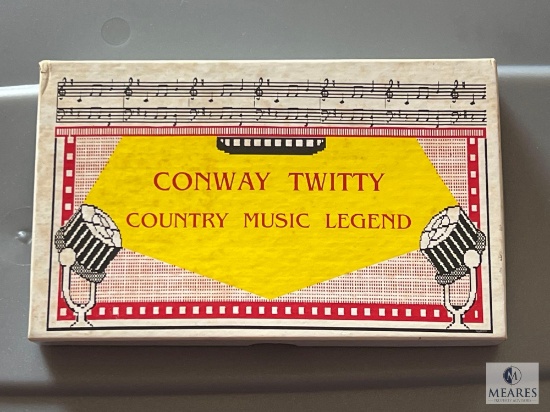 CONWAY TWITTY
COUNTRY MUSIC LEGEND
M
MEARES